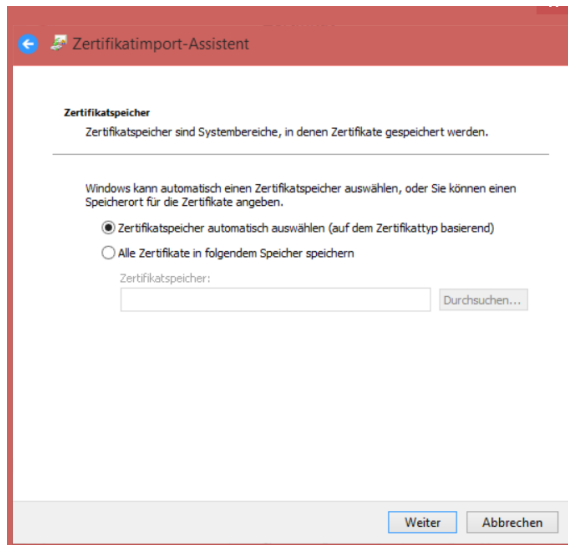 Zertifikatimport-Assistent
Zertifikatspeicher
Zertifikatspeicher sind Systembereiche, in denen Zertifikate gespeichert werden.
Windows kann automatisch einen Zertifikatspeicher auswählen, oder Sie können einen
Speicherort für die Zertifikate angeben.
Zertifikatspeicher automatisch auswählen (auf dem Zertifikattyp basierend)
Alle Zertifikate in folgendem Speicher speichern
Zertifikatspeicher:
Durchsuchen...
Weiter Abbrechen